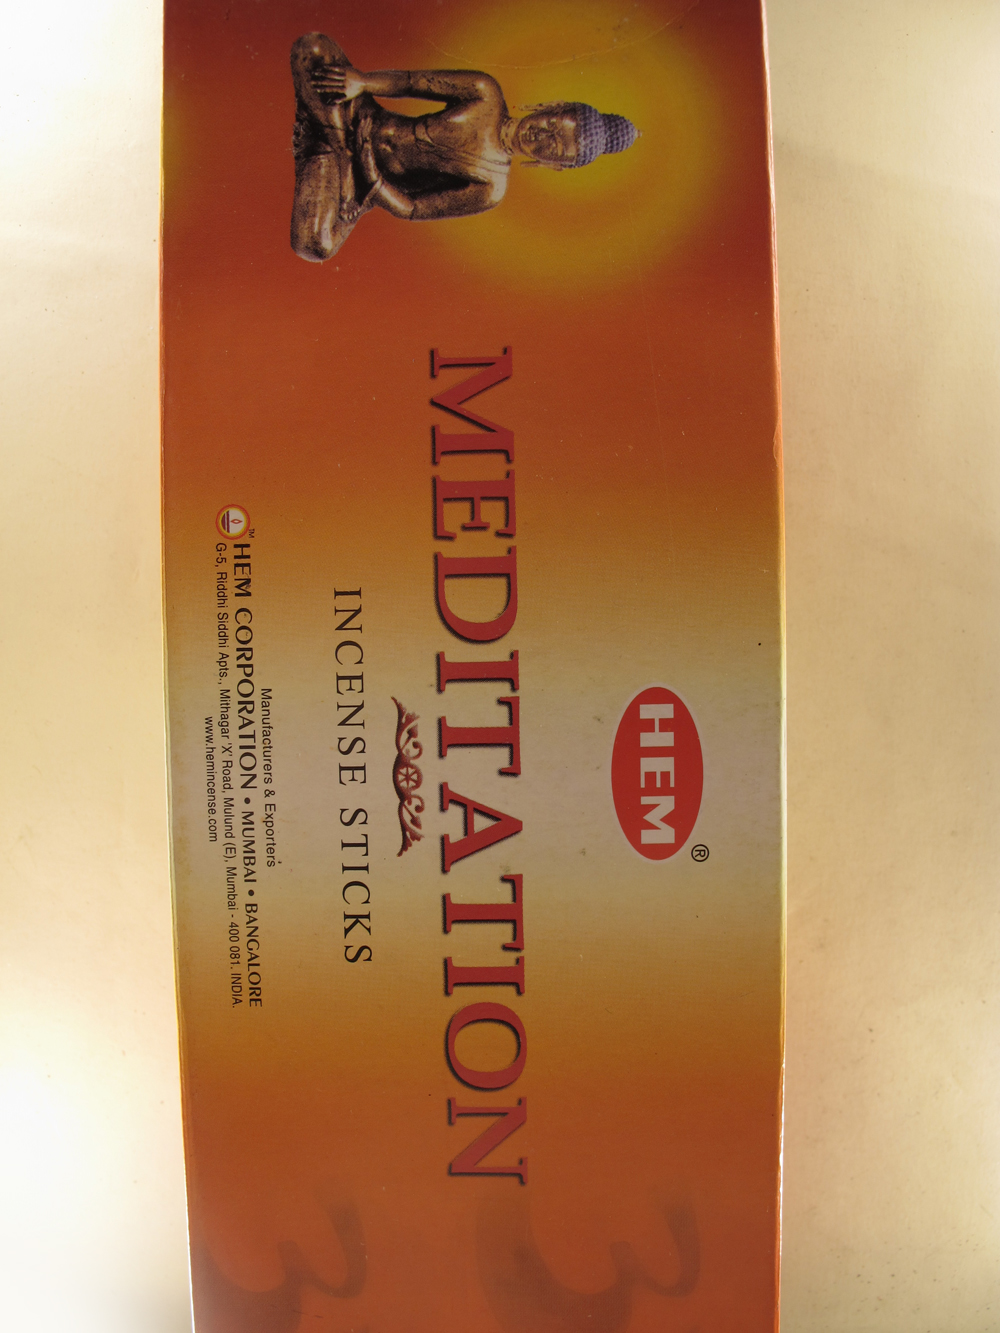 HEM ®
MEDITATION
INCENSE STICKS
Manufacturers & Exporters
™ HEM CORPORATION • MUMBAI • BANGALORE
G-5, Riddhi Siddhi Apts., Mithagar 'X' Road, Mulund (E), Mumbai - 400 081. INDIA.
www.hemincense.com